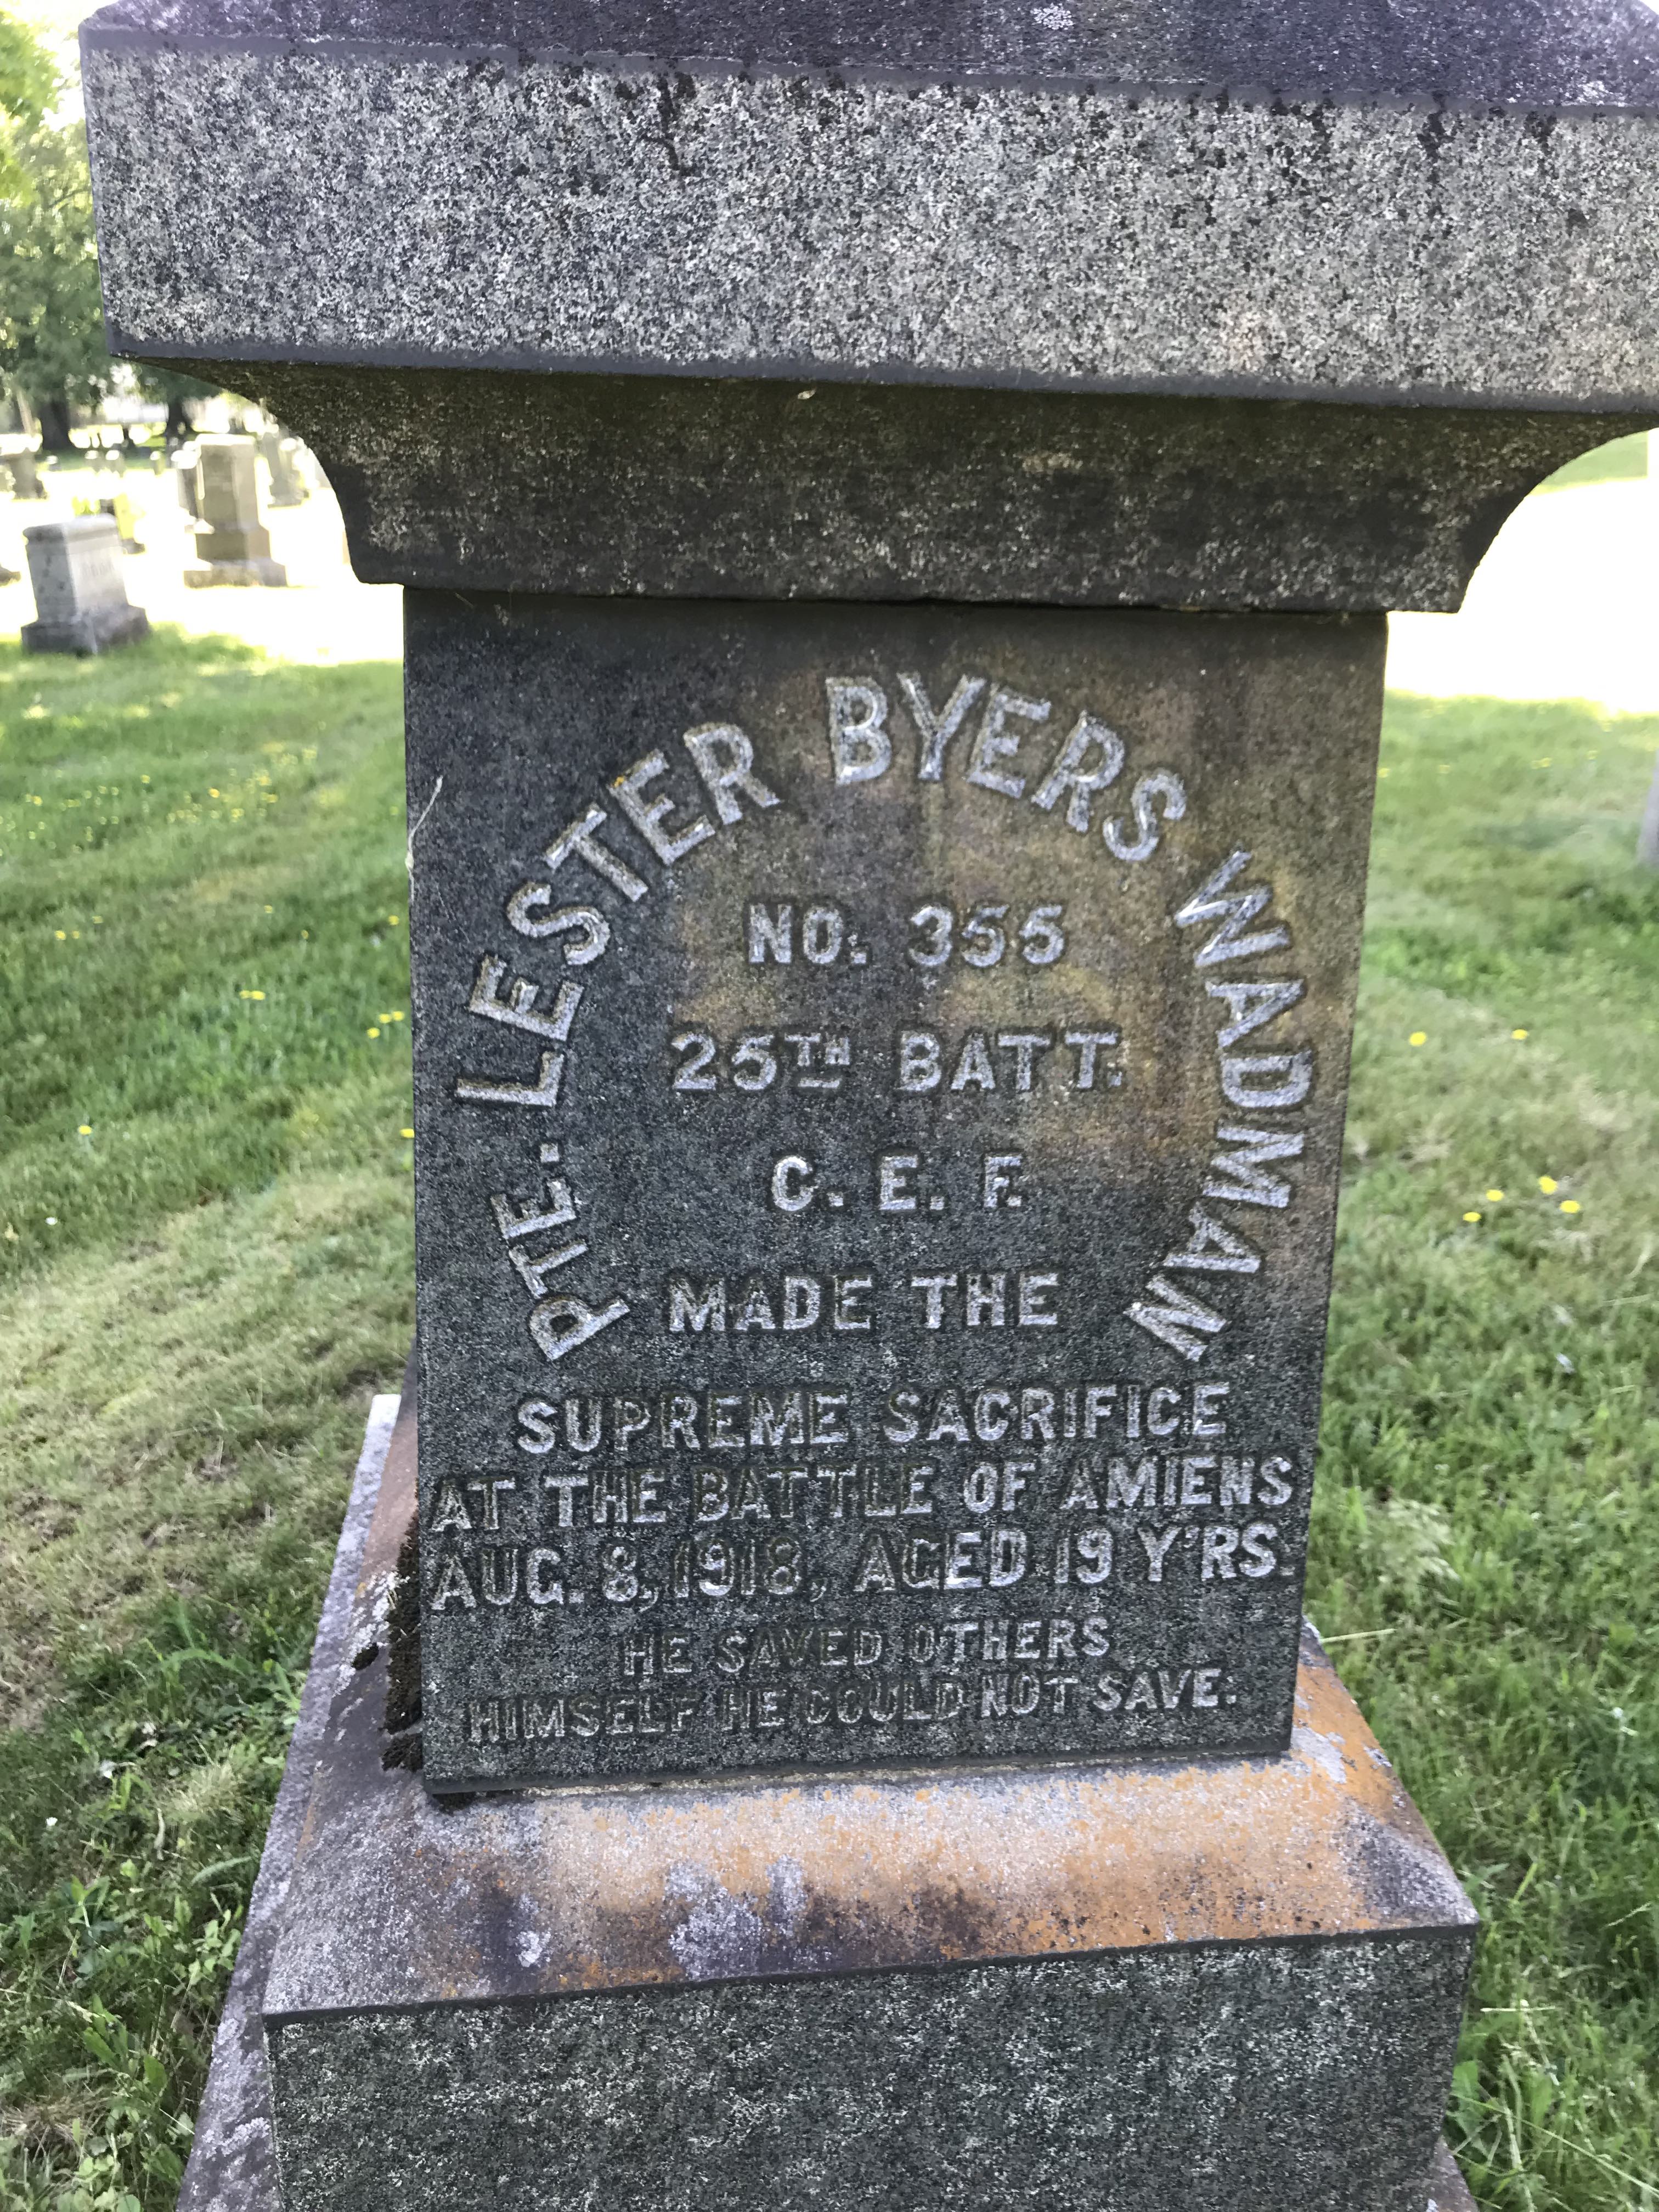 PTE. LESTER BYERS WADMAN
NO. 355
25TH BATT.
C. E. F.
MADE THE
SUPREME SACRIFICE
AT THE BATTLE OF AMIENS
AUG. 8, 1918, AGED 19 Y'RS.
HE SAVED OTHERS
HIMSELF HE COULD NOT SAVE.